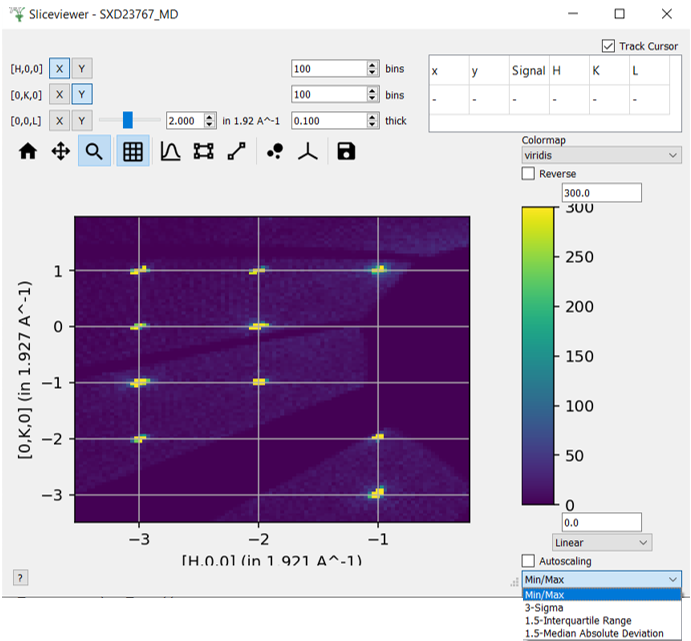 Sliceviewer - SXD23767_MD
Track Cursor
[H,0,0] X Y 100 bins
[0,K,0] X Y 100 bins
[0,0,L] X Y 2.000 in 1.92 A^-1 0.100 thick
x y Signal H K L
- - - - - -
Colormap
viridis
Reverse
300.0
300
250
200
150
100
50
0
0.0
Linear
Autoscaling
Min/Max
Min/Max
3-Sigma
1.5-Interquartile Range
1.5-Median Absolute Deviation
[0,K,0] (in 1.927 A^-1)
1
0
−1
−2
−3
−3 −2 −1
[H,0,0] (in 1.921 A^-1)
?